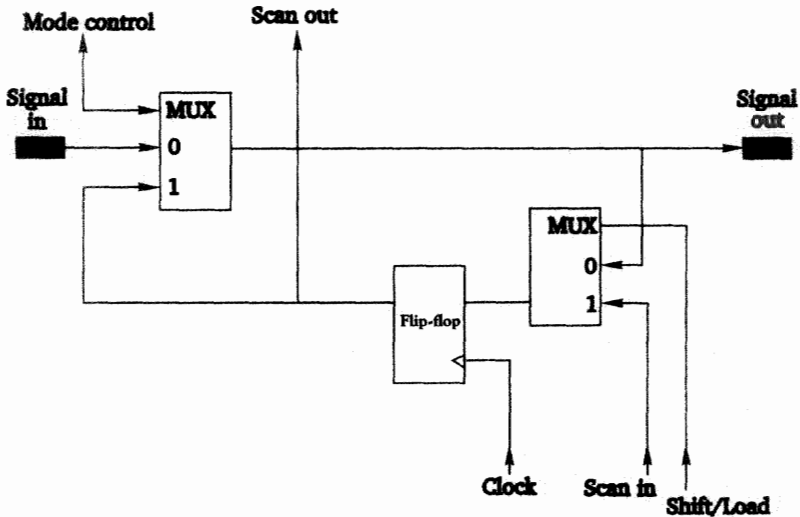 Mode control
Scan out
Signal
in
MUX
0
1
Signal
out
MUX
0
1
Flip-flop
Clock
Scan in
Shift/Load